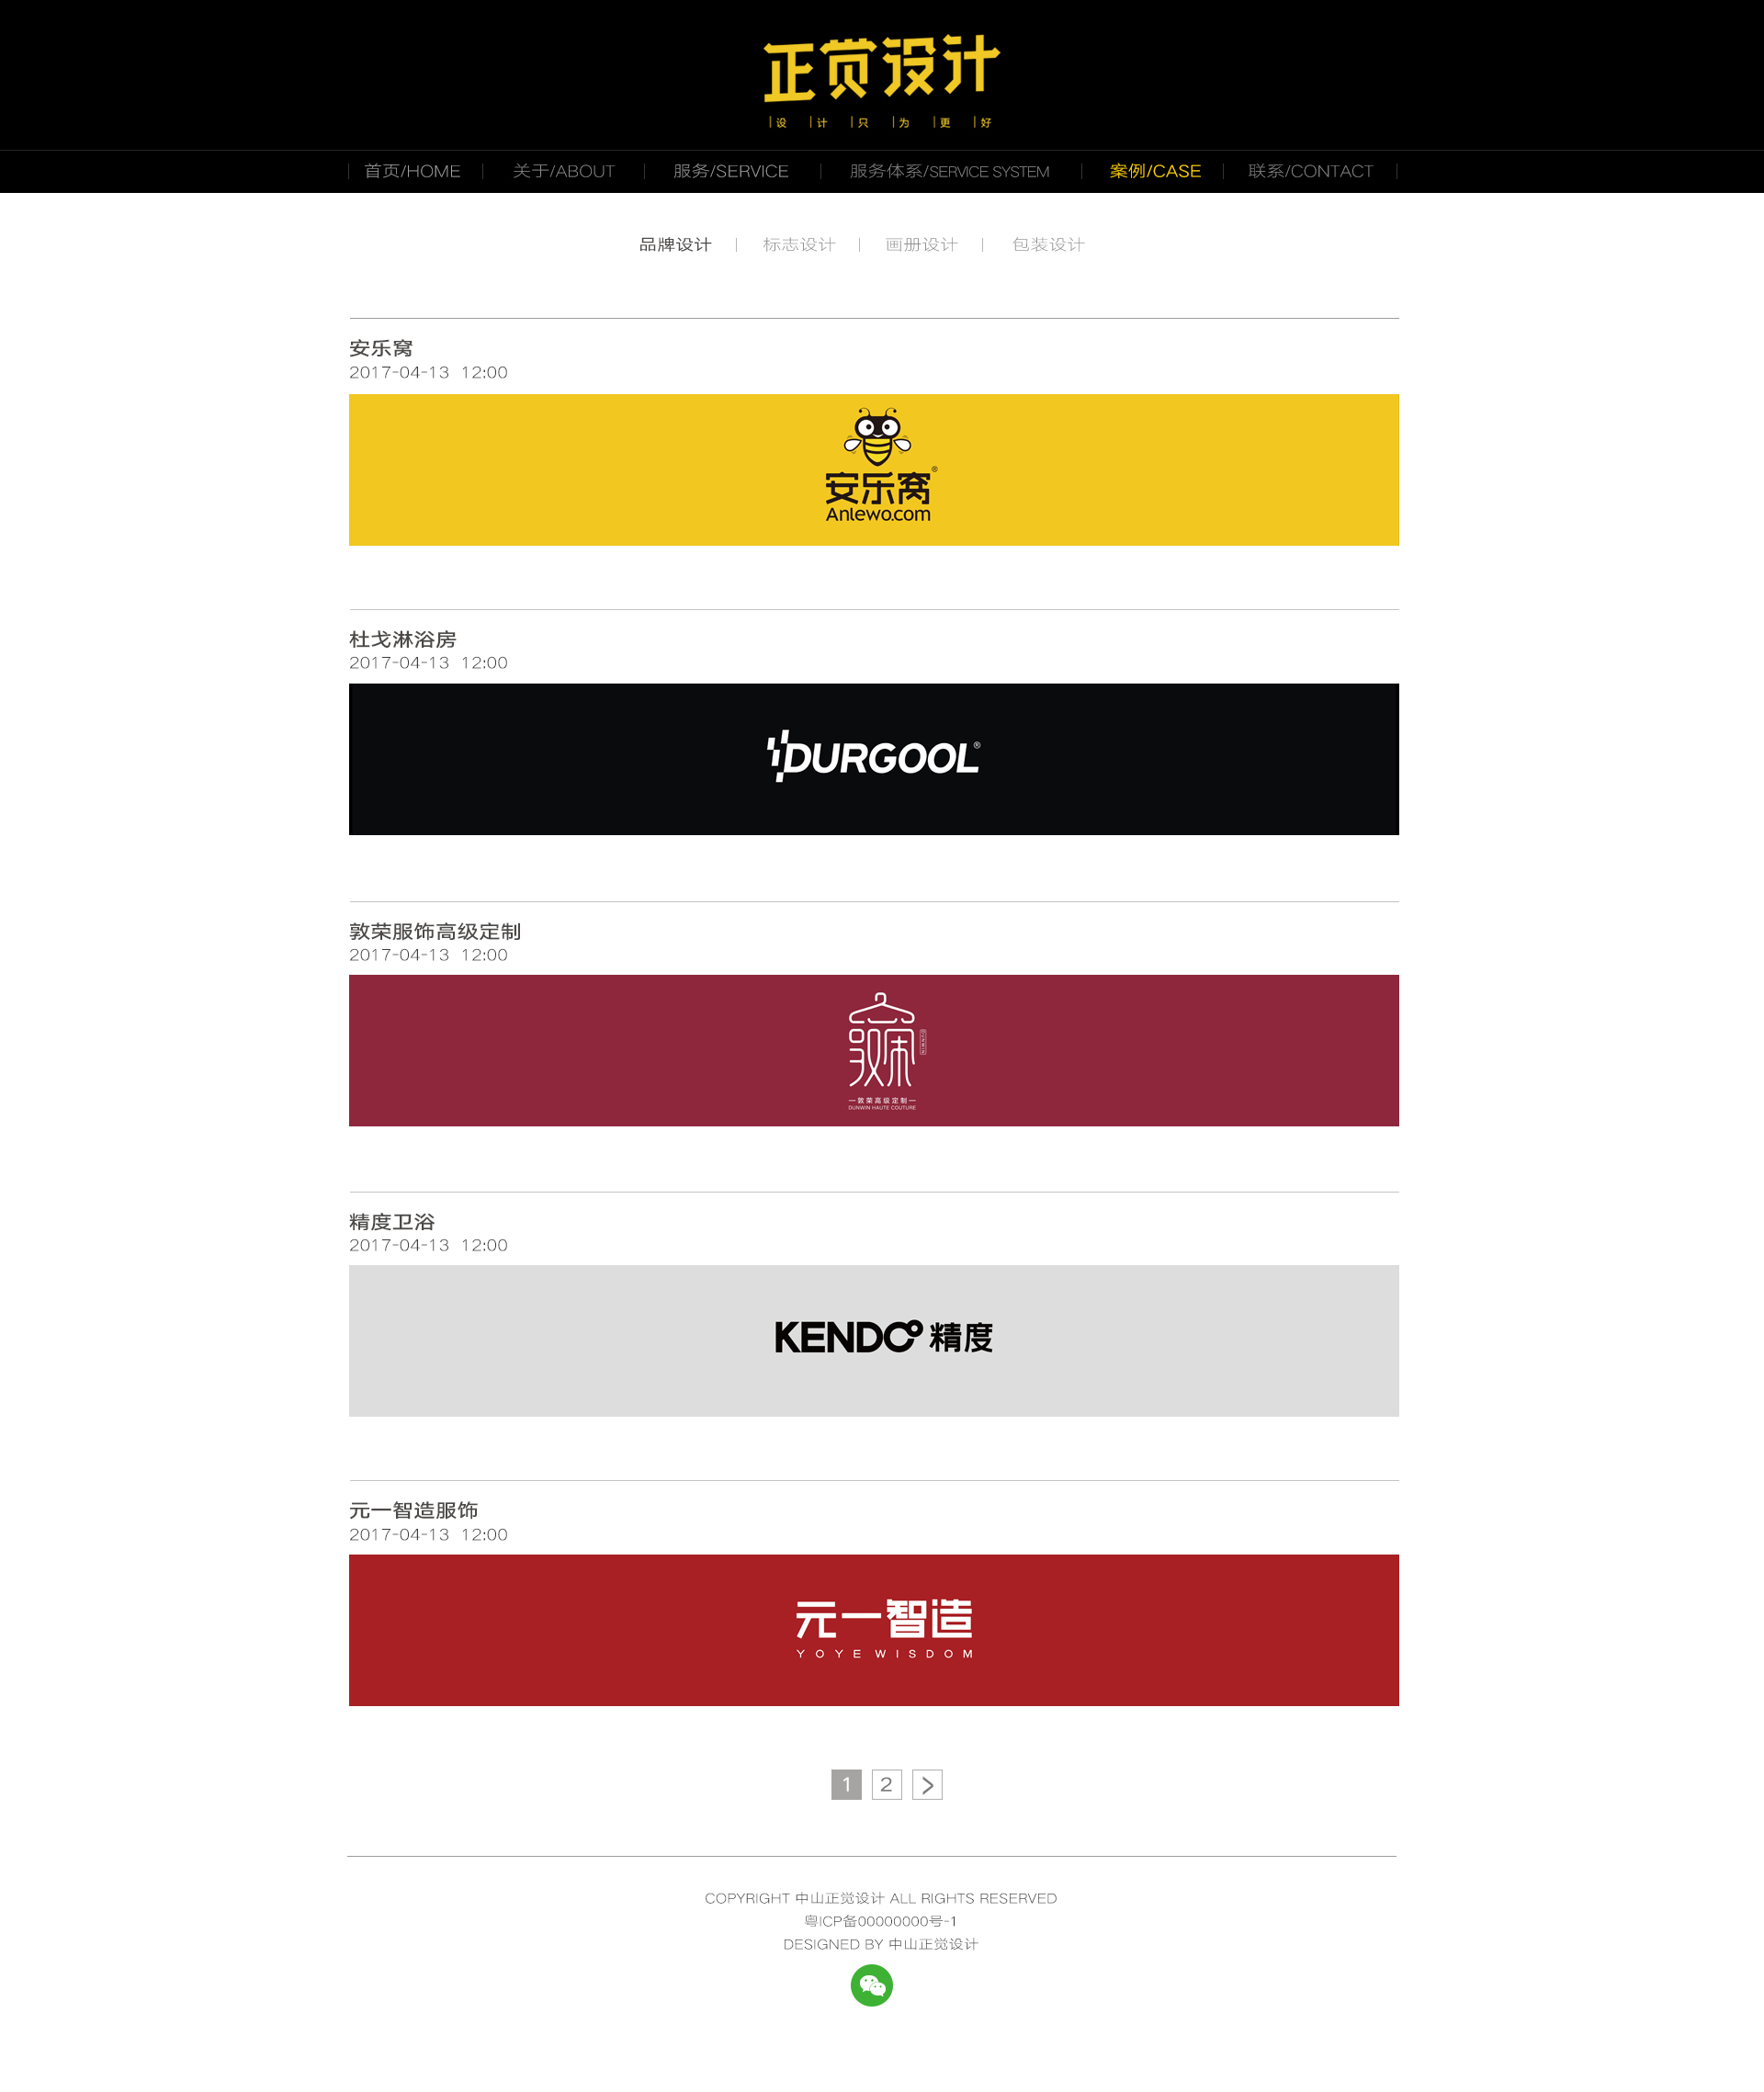 正觉设计
设 计 只 为 更 好
首页/HOME 关于/ABOUT 服务/SERVICE 服务体系/SERVICE SYSTEM 案例/CASE 联系/CONTACT
品牌设计 标志设计 画册设计 包装设计
安乐窝
2017-04-13 12:00
安乐窝®
Anlewo.com
杜戈淋浴房
2017-04-13 12:00
DURGOOL®
敦荣服饰高级定制
2017-04-13 12:00
敦荣
敦荣高级定制
DUNWIN HAUTE COUTURE
精度卫浴
2017-04-13 12:00
KENDO 精度
元一智造服饰
2017-04-13 12:00
元一智造
YOYE WISDOM
1 2 >
COPYRIGHT 中山正觉设计 ALL RIGHTS RESERVED
粤ICP备00000000号-1
DESIGNED BY 中山正觉设计